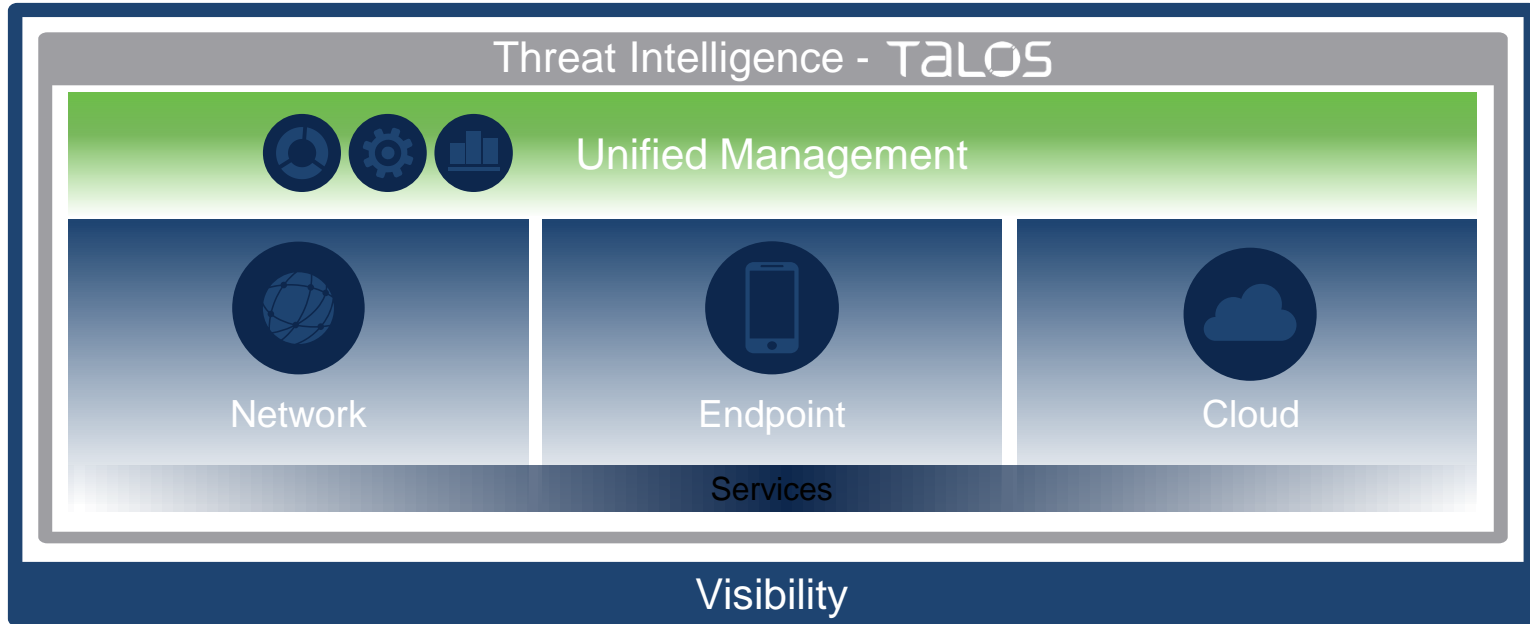 Threat Intelligence - TALOS
Unified Management
Network
Endpoint
Cloud
Services
Visibility